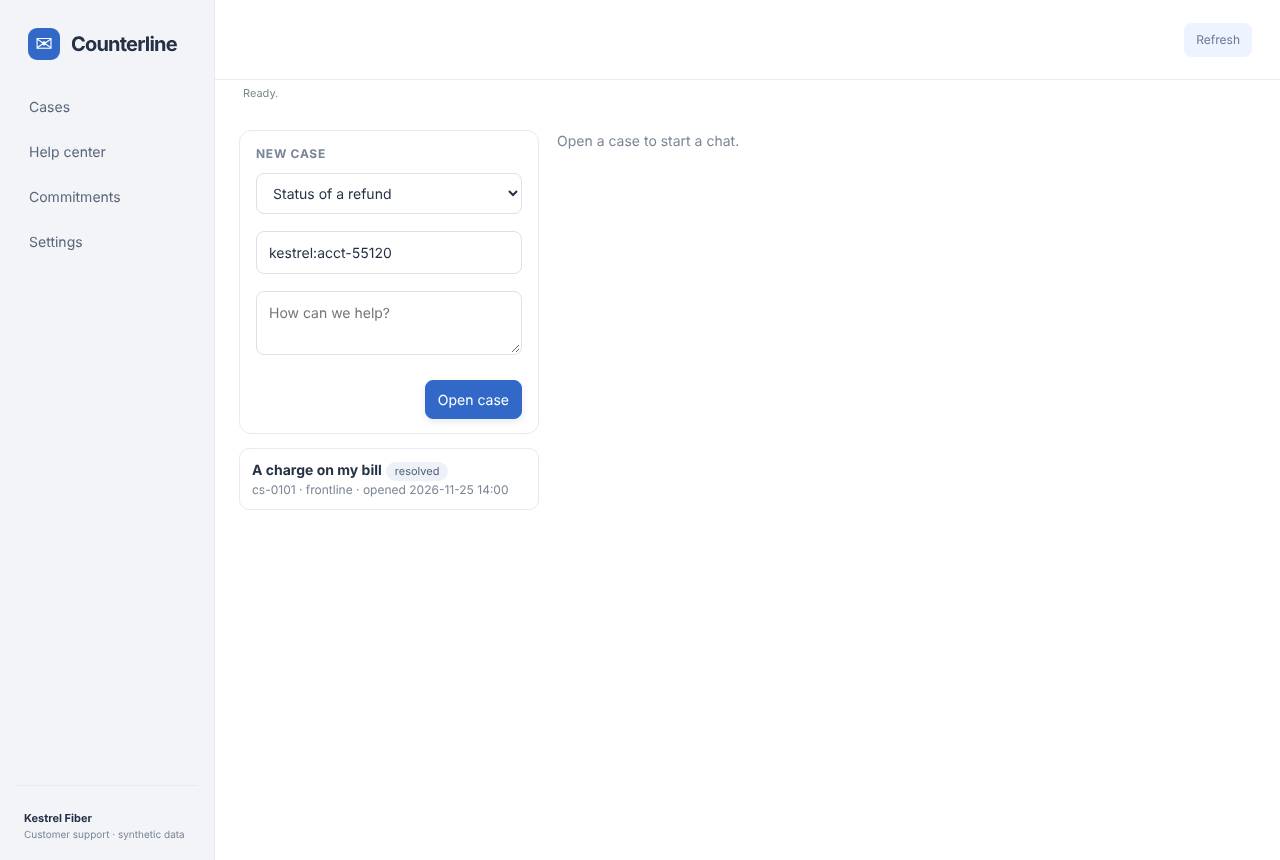 Counterline
Cases
Help center
Commitments
Settings
Kestrel Fiber
Customer support · synthetic data
Refresh
Ready.
NEW CASE
Status of a refund
kestrel:acct-55120
How can we help?
Open case
A charge on my bill resolved
cs-0101 · frontline · opened 2026-11-25 14:00
Open a case to start a chat.